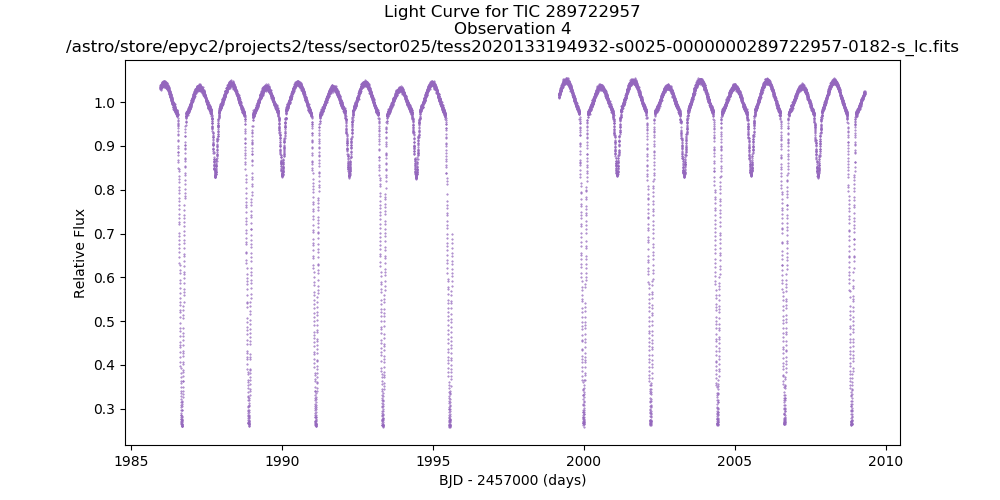 Light Curve for TIC 289722957
Observation 4
/astro/store/epyc2/projects2/tess/sector025/tess2020133194932-s0025-0000000289722957-0182-s_lc.fits
1.0
0.9
0.8
0.7
0.6
0.5
0.4
0.3
Relative Flux
1985
1990
1995
2000
2005
2010
BJD - 2457000 (days)